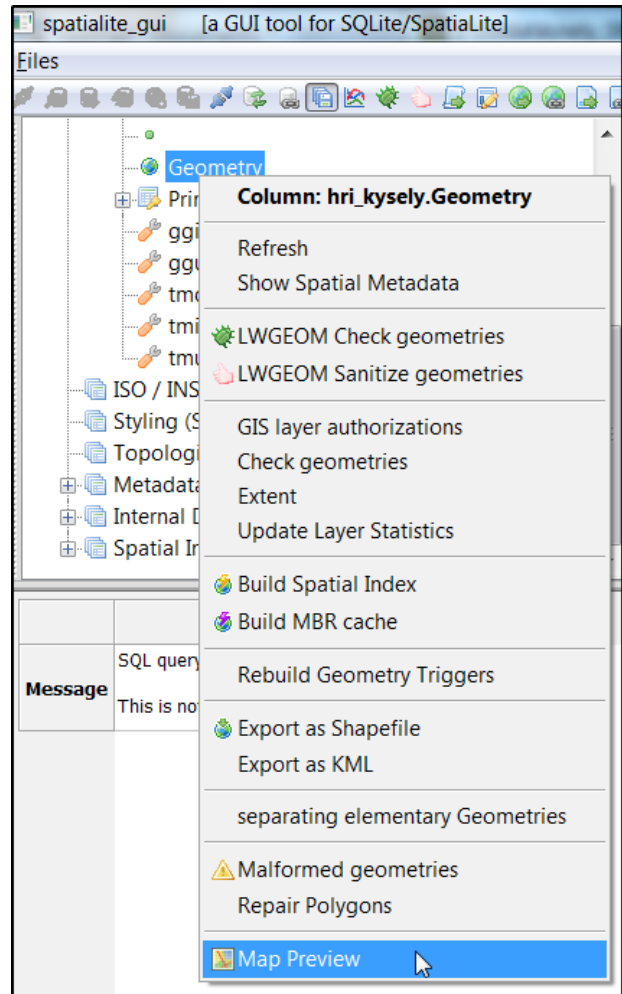 spatialite_gui [a GUI tool for SQLite/SpatiaLite]
Files
Geometry
Column: hri_kysely.Geometry
Refresh
Show Spatial Metadata
LWGEOM Check geometries
LWGEOM Sanitize geometries
GIS layer authorizations
Check geometries
Extent
Update Layer Statistics
Build Spatial Index
Build MBR cache
Rebuild Geometry Triggers
Export as Shapefile
Export as KML
separating elementary Geometries
Malformed geometries
Repair Polygons
Map Preview
ISO / INS
Styling (S
Topologi
Metadata
Internal
Spatial
SQL query
Message
This is no